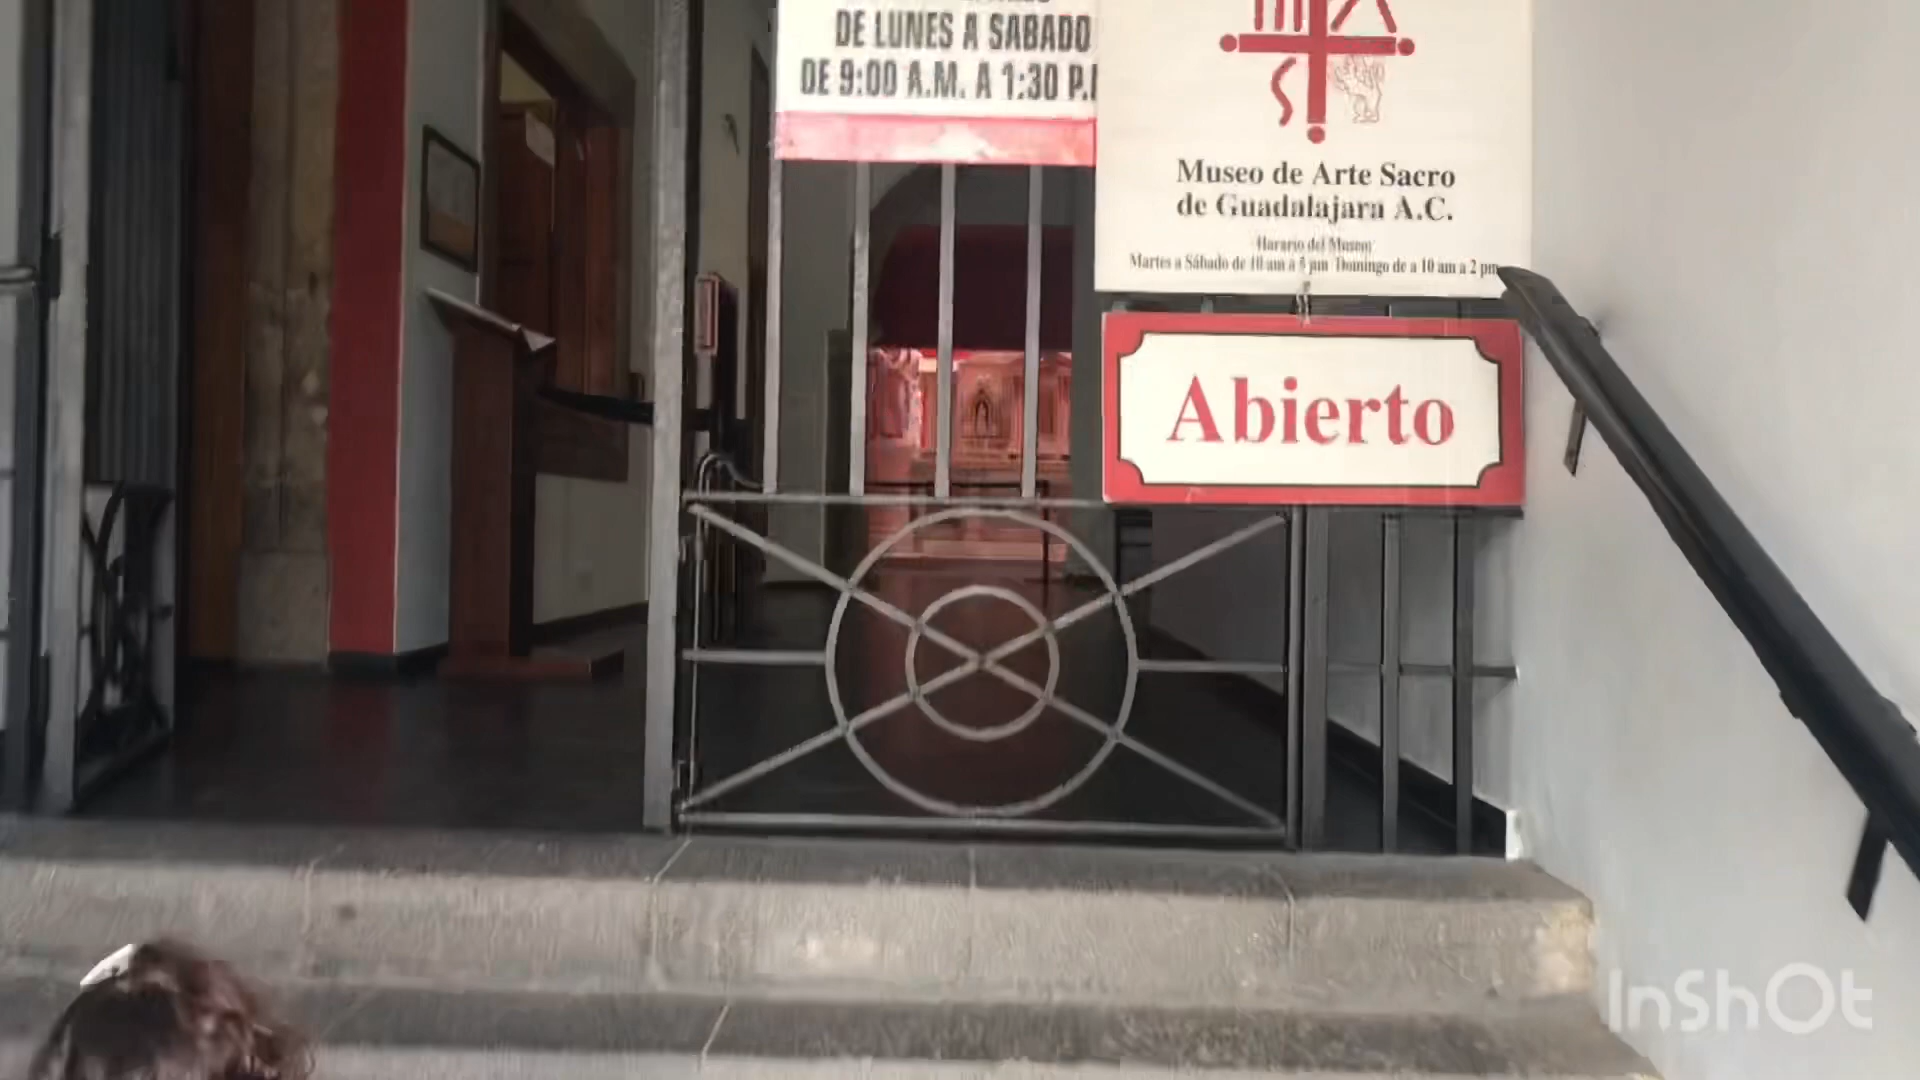 DE LUNES A SABADO
DE 9:00 A.M. A 1:30 P.
Museo de Arte Sacro
de Guadalajara A.C.
Horario del Museo:
Martes a Sábado de 10 am a 5 pm Domingo de a 10 am a 2 pm
Abierto
InShOt